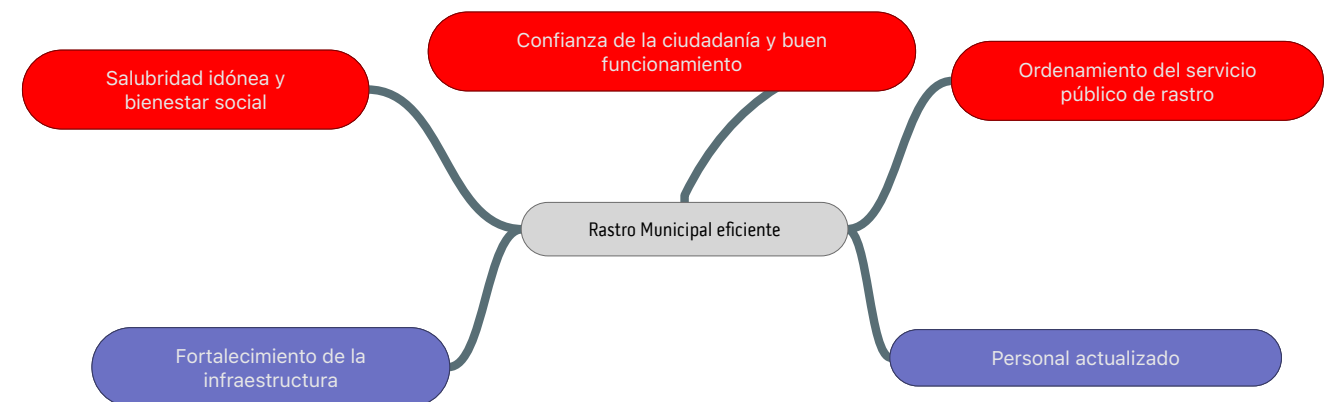 Confianza de la ciudadanía y buen
funcionamiento
Salubridad idónea y
bienestar social
Ordenamiento del servicio
público de rastro
Rastro Municipal eficiente
Fortalecimiento de la
infraestructura
Personal actualizado